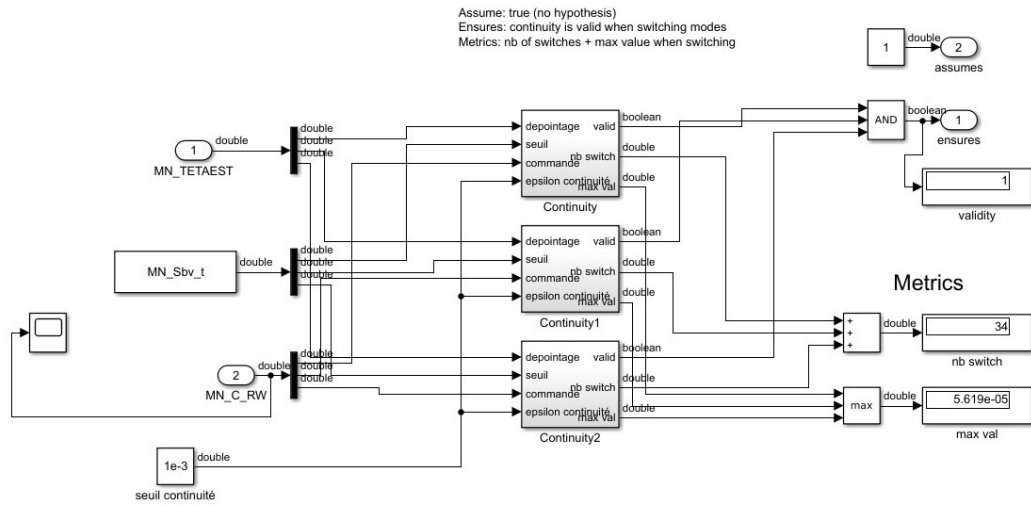 Assume: true (no hypothesis)
Ensures: continuity is valid when switching modes
Metrics: nb of switches + max value when switching
1
double
2
assumes
AND
boolean
1
ensures
1
validity
1
double
MN_TETAEST
double
double
double
depointage
seuil
commande
epsilon continuité
valid
nb switch
max val
boolean
double
double
Continuity
MN_Sbv_t
double
double
double
double
depointage
seuil
commande
epsilon continuité
valid
nb switch
max val
boolean
double
double
Continuity1
Metrics
+
+
+
double
34
nb switch
2
double
MN_C_RW
double
double
double
double
depointage
seuil
commande
epsilon continuité
valid
nb switch
max val
boolean
double
double
Continuity2
max
double
5.619e-05
max val
1e-3
double
seuil continuité